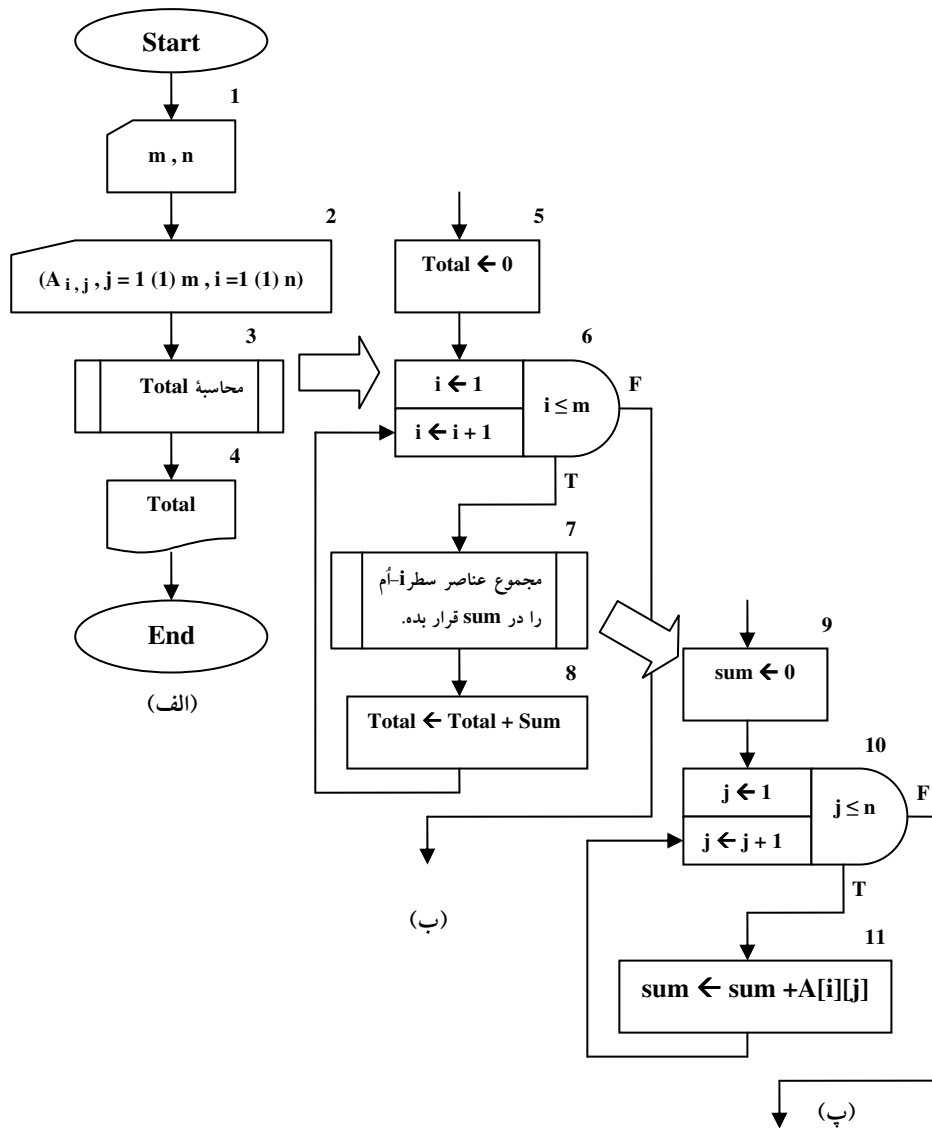 Start
1
m , n
2
(A i , j , j = 1 (1) m , i =1 (1) n)
3
محاسبۀ Total
4
Total
End
(الف)
5
Total ← 0
6
i ← 1
i ← i + 1
i ≤ m
F
T
7
مجموع عناصر سطر i-اُم
را در sum قرار بده.
8
Total ← Total + Sum
(ب)
9
sum ← 0
10
j ← 1
j ← j + 1
j ≤ n
F
T
11
sum ← sum +A[i][j]
(پ)